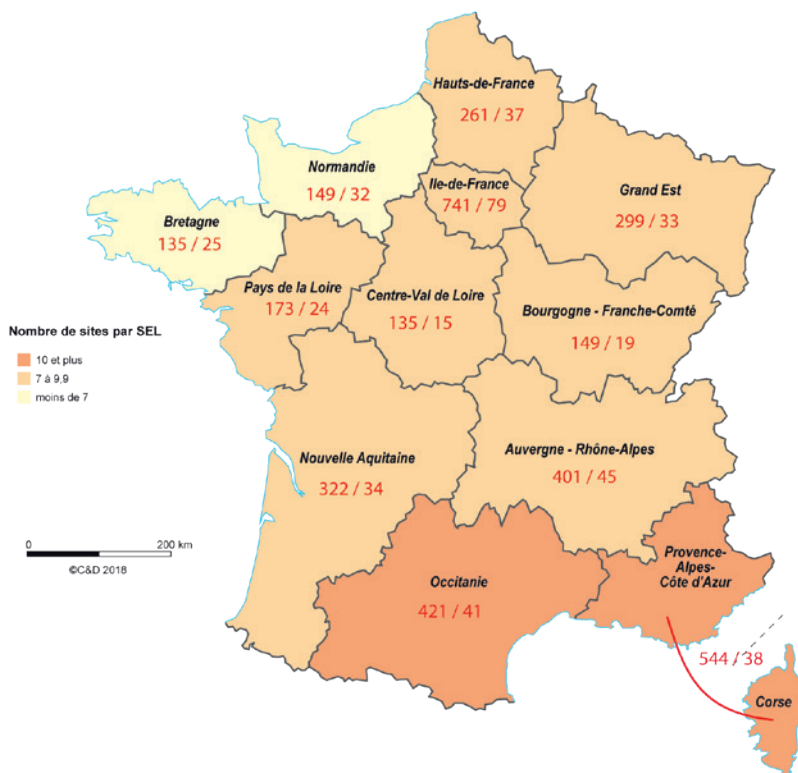 Hauts-de-France
261 / 37
Normandie
149 / 32
Ile-de-France
741 / 79
Grand Est
299 / 33
Bretagne
135 / 25
Pays de la Loire
173 / 24
Centre-Val de Loire
135 / 15
Bourgogne - Franche-Comté
149 / 19
Nombre de sites par SEL
10 et plus
7 à 9,9
moins de 7
Nouvelle Aquitaine
322 / 34
Auvergne - Rhône-Alpes
401 / 45
0 200 km
©C&D 2018
Occitanie
421 / 41
Provence-
Alpes-
Côte d'Azur
544 / 38
Corse